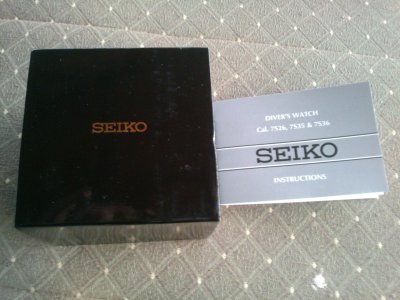 SEIKO
DIVER'S WATCH
Cal. 7S26, 7S35 & 7S36
SEIKO
INSTRUCTIONS